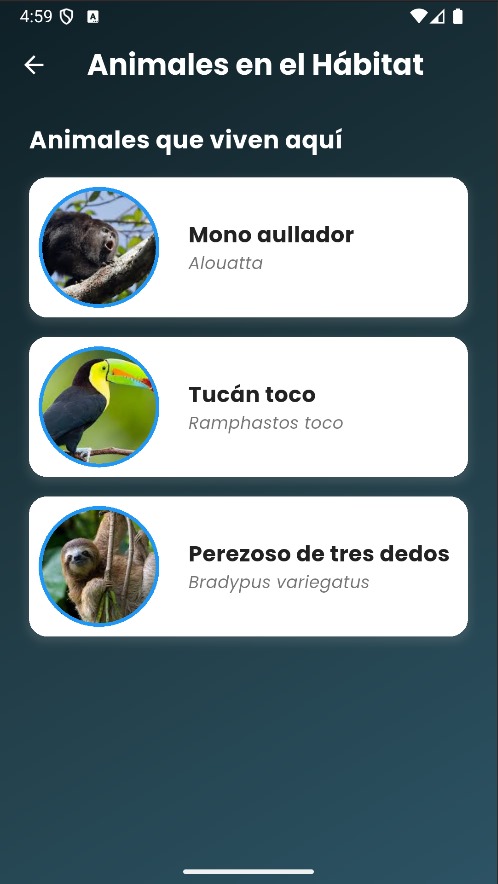 4:59
Animales en el Hábitat
Animales que viven aquí
Mono aullador
Alouatta
Tucán toco
Ramphastos toco
Perezoso de tres dedos
Bradypus variegatus